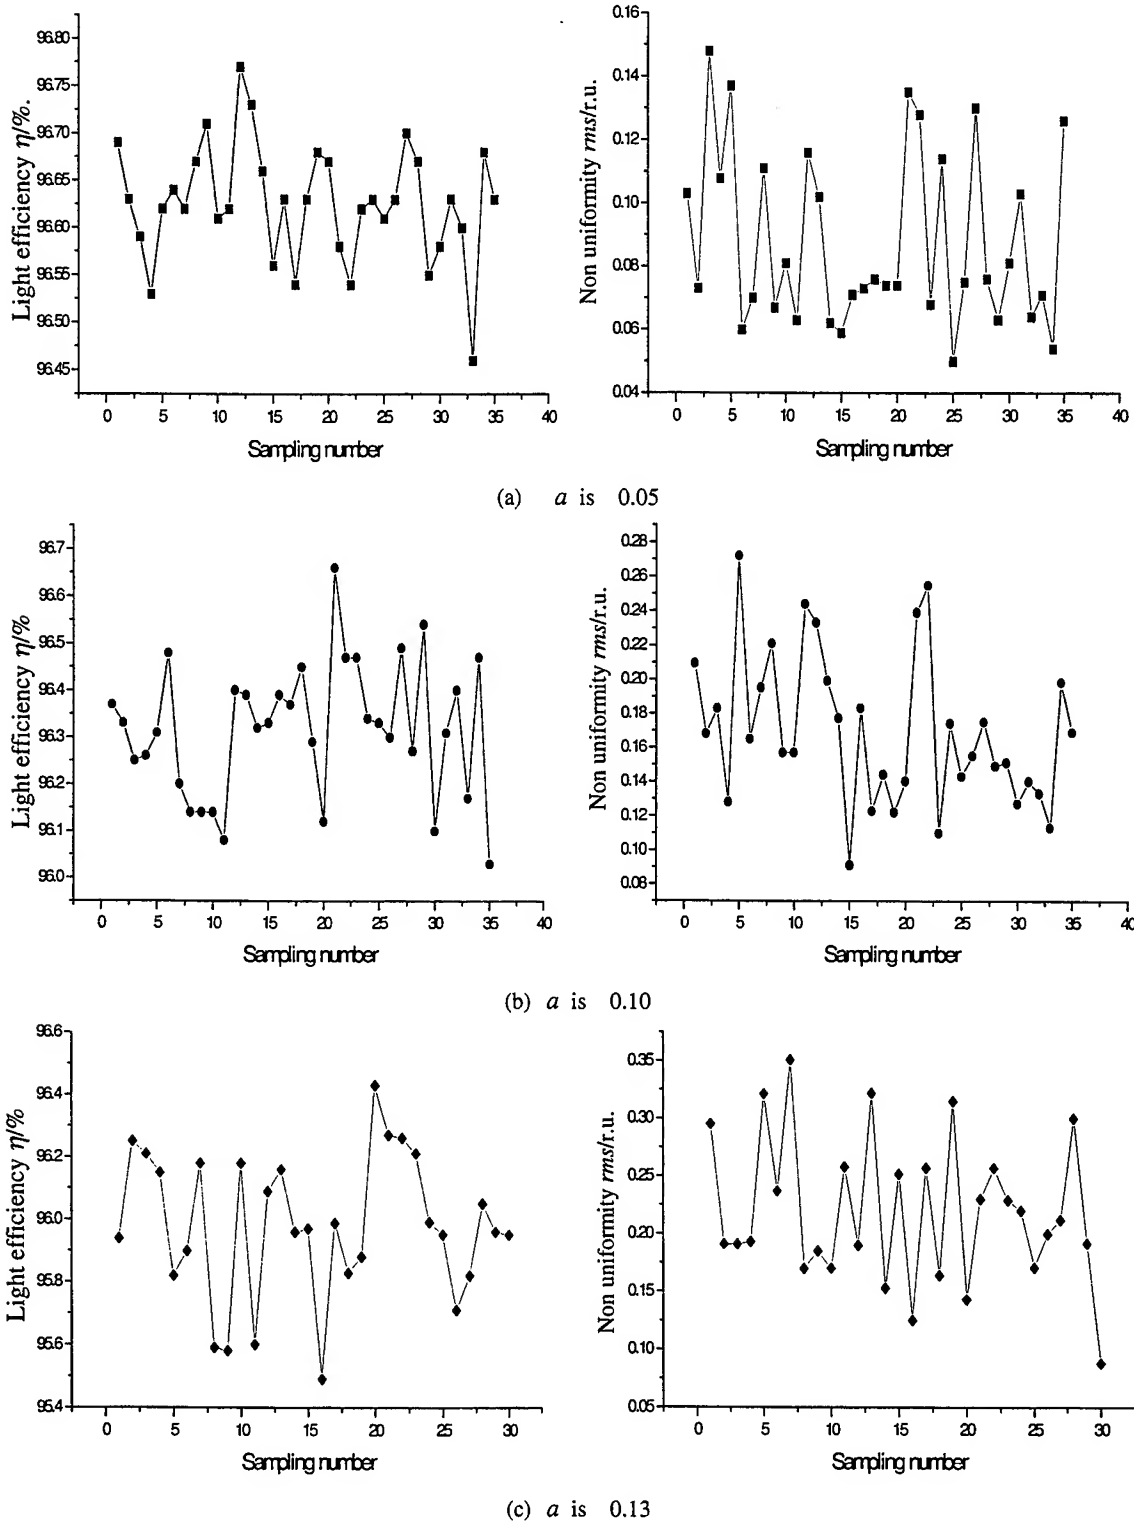 96.80
96.75
96.70
96.65
96.60
96.55
96.50
96.45
Light efficiency η/%.
0 5 10 15 20 25 30 35 40
Sampling number
0.16
0.14
0.12
0.10
0.08
0.06
0.04
Non uniformity rms/r.u.
0 5 10 15 20 25 30 35 40
Sampling number
(a) a is 0.05
96.7
96.6
96.5
96.4
96.3
96.2
96.1
96.0
Light efficiency η/%
0 5 10 15 20 25 30 35 40
Sampling number
0.28
0.26
0.24
0.22
0.20
0.18
0.16
0.14
0.12
0.10
0.08
Non uniformity rms/r.u.
0 5 10 15 20 25 30 35 40
Sampling number
(b) a is 0.10
96.6
96.4
96.2
96.0
95.8
95.6
95.4
Light efficiency η/%
0 5 10 15 20 25 30
Sampling number
0.35
0.30
0.25
0.20
0.15
0.10
0.05
Non uniformity rms/r.u.
0 5 10 15 20 25 30
Sampling number
(c) a is 0.13